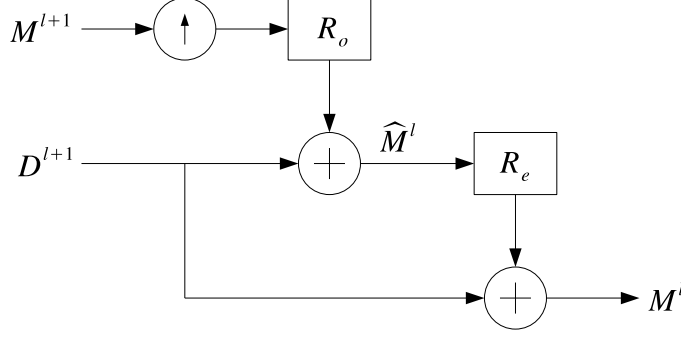 M^{l+1} ↑ R_o
D^{l+1} + \widehat{M}^l R_e
+ M^l